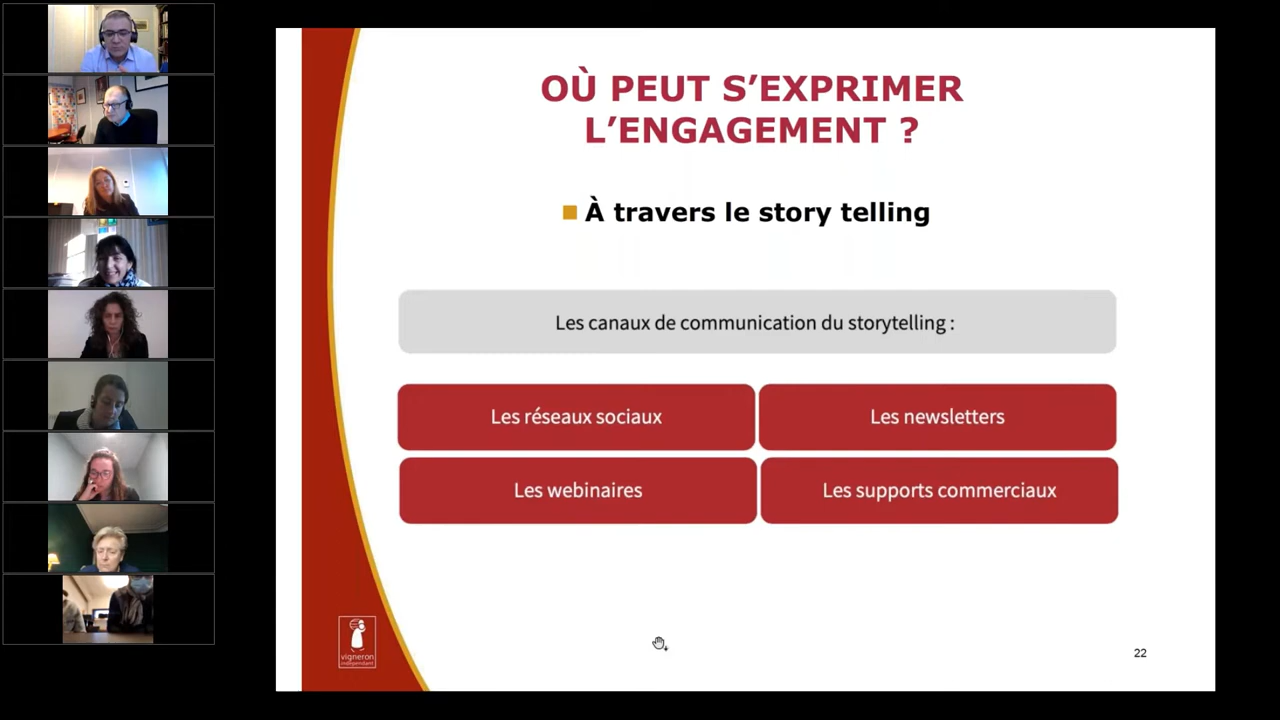 OÙ PEUT S’EXPRIMER
L’ENGAGEMENT ?
À travers le story telling
Les canaux de communication du storytelling :
Les réseaux sociaux
Les newsletters
Les webinaires
Les supports commerciaux
vigneron
indépendant
22